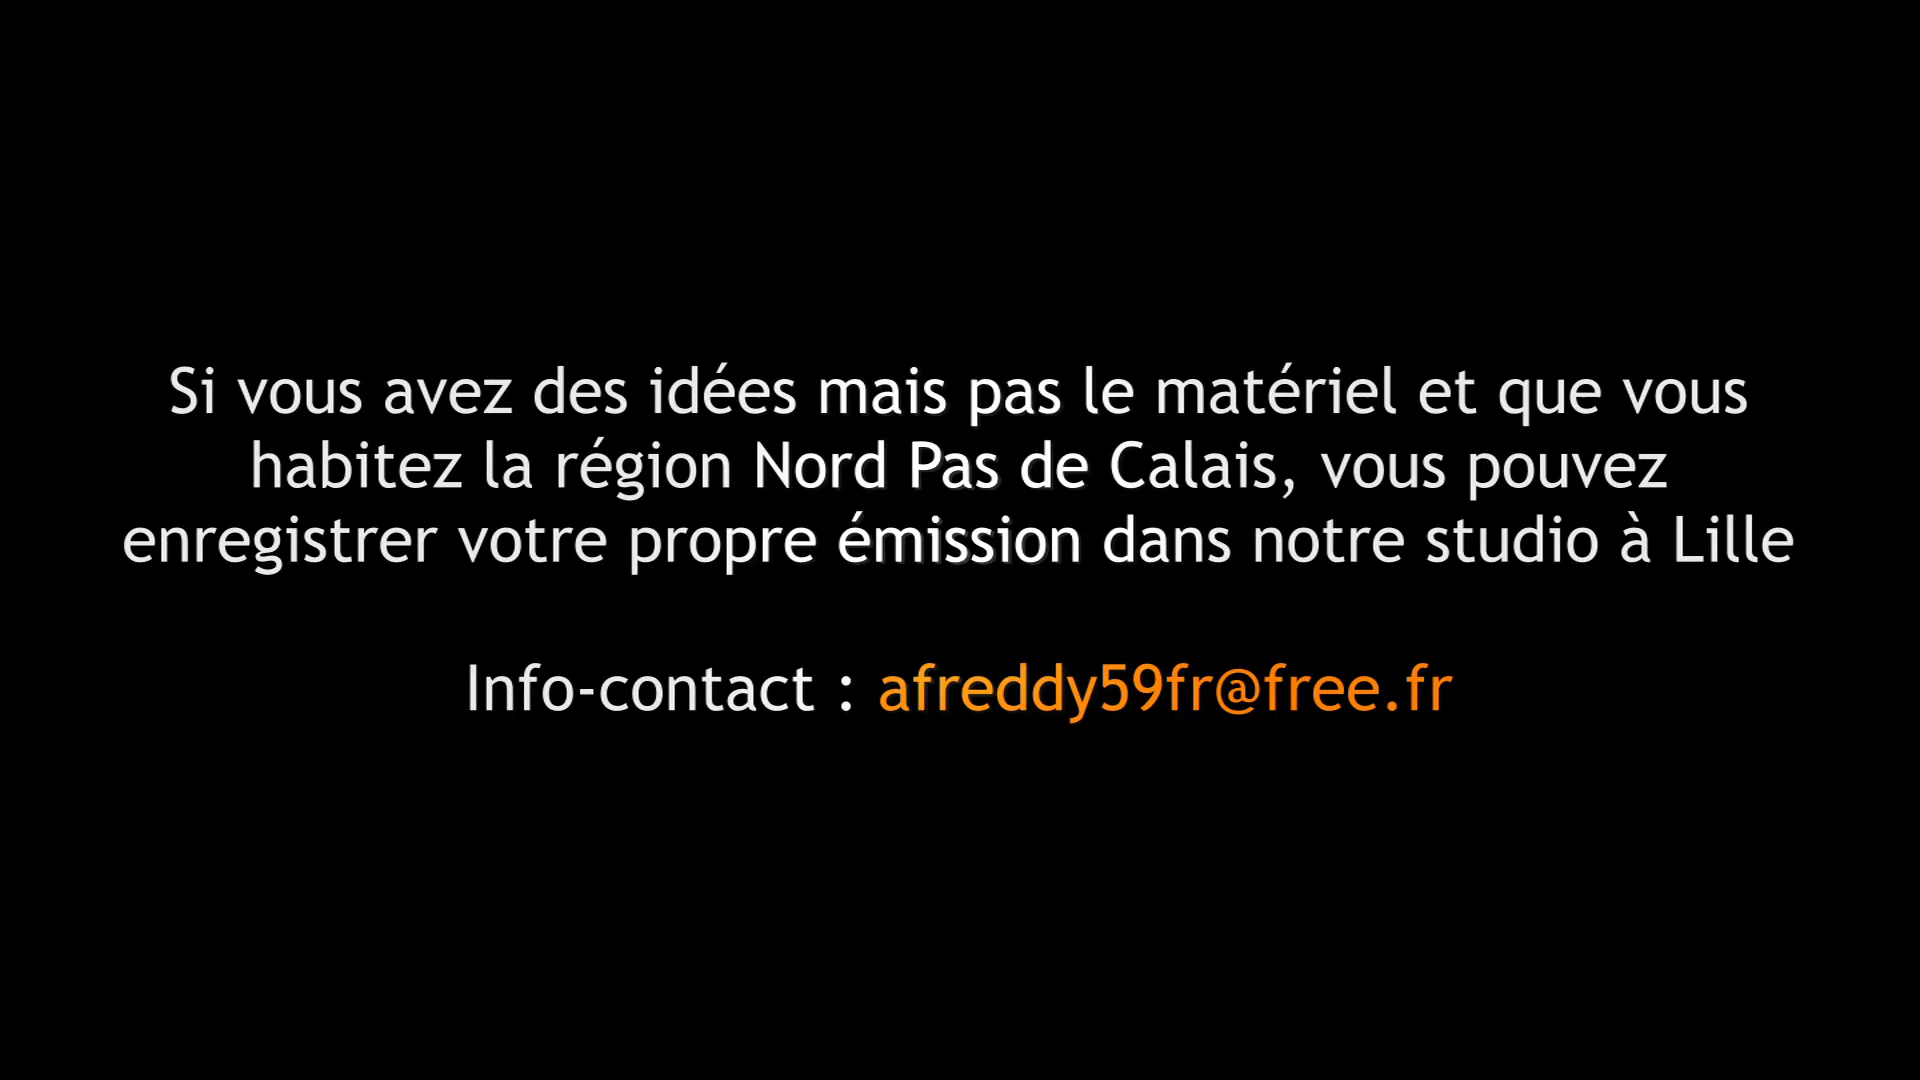 Si vous avez des idées mais pas le matériel et que vous
habitez la région Nord Pas de Calais, vous pouvez
enregistrer votre propre émission dans notre studio à Lille
Info-contact : afreddy59fr@free.fr